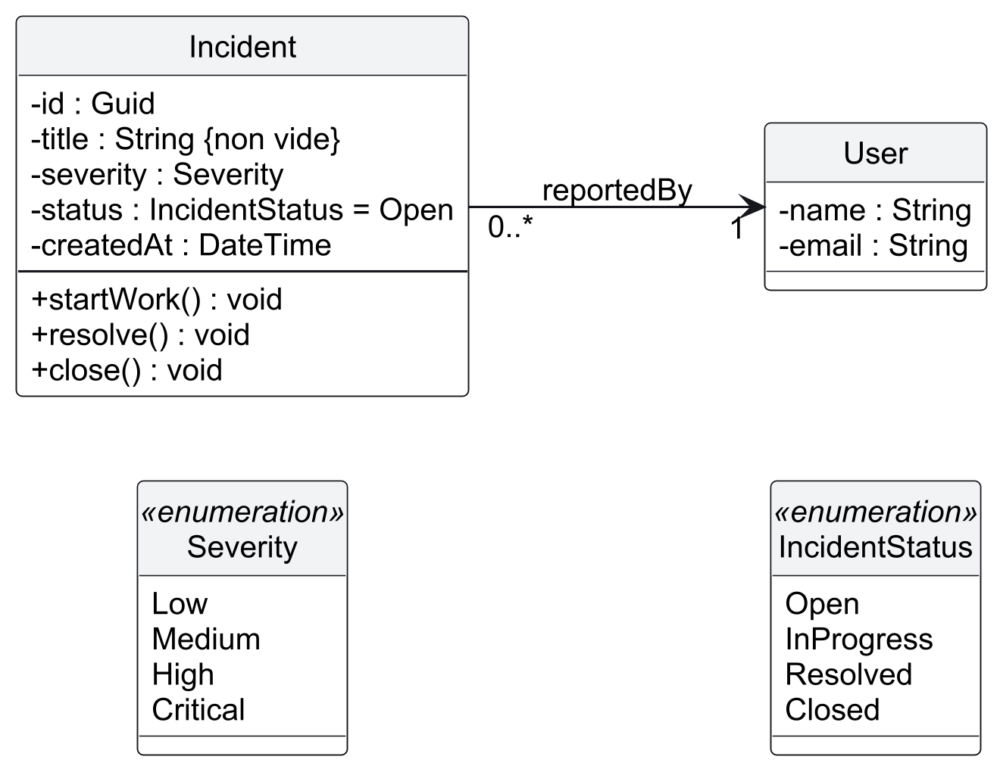 Incident
-id : Guid
-title : String {non vide}
-severity : Severity
-status : IncidentStatus = Open
-createdAt : DateTime
+startWork() : void
+resolve() : void
+close() : void
reportedBy
0..*
1
User
-name : String
-email : String
«enumeration»
Severity
Low
Medium
High
Critical
«enumeration»
IncidentStatus
Open
InProgress
Resolved
Closed